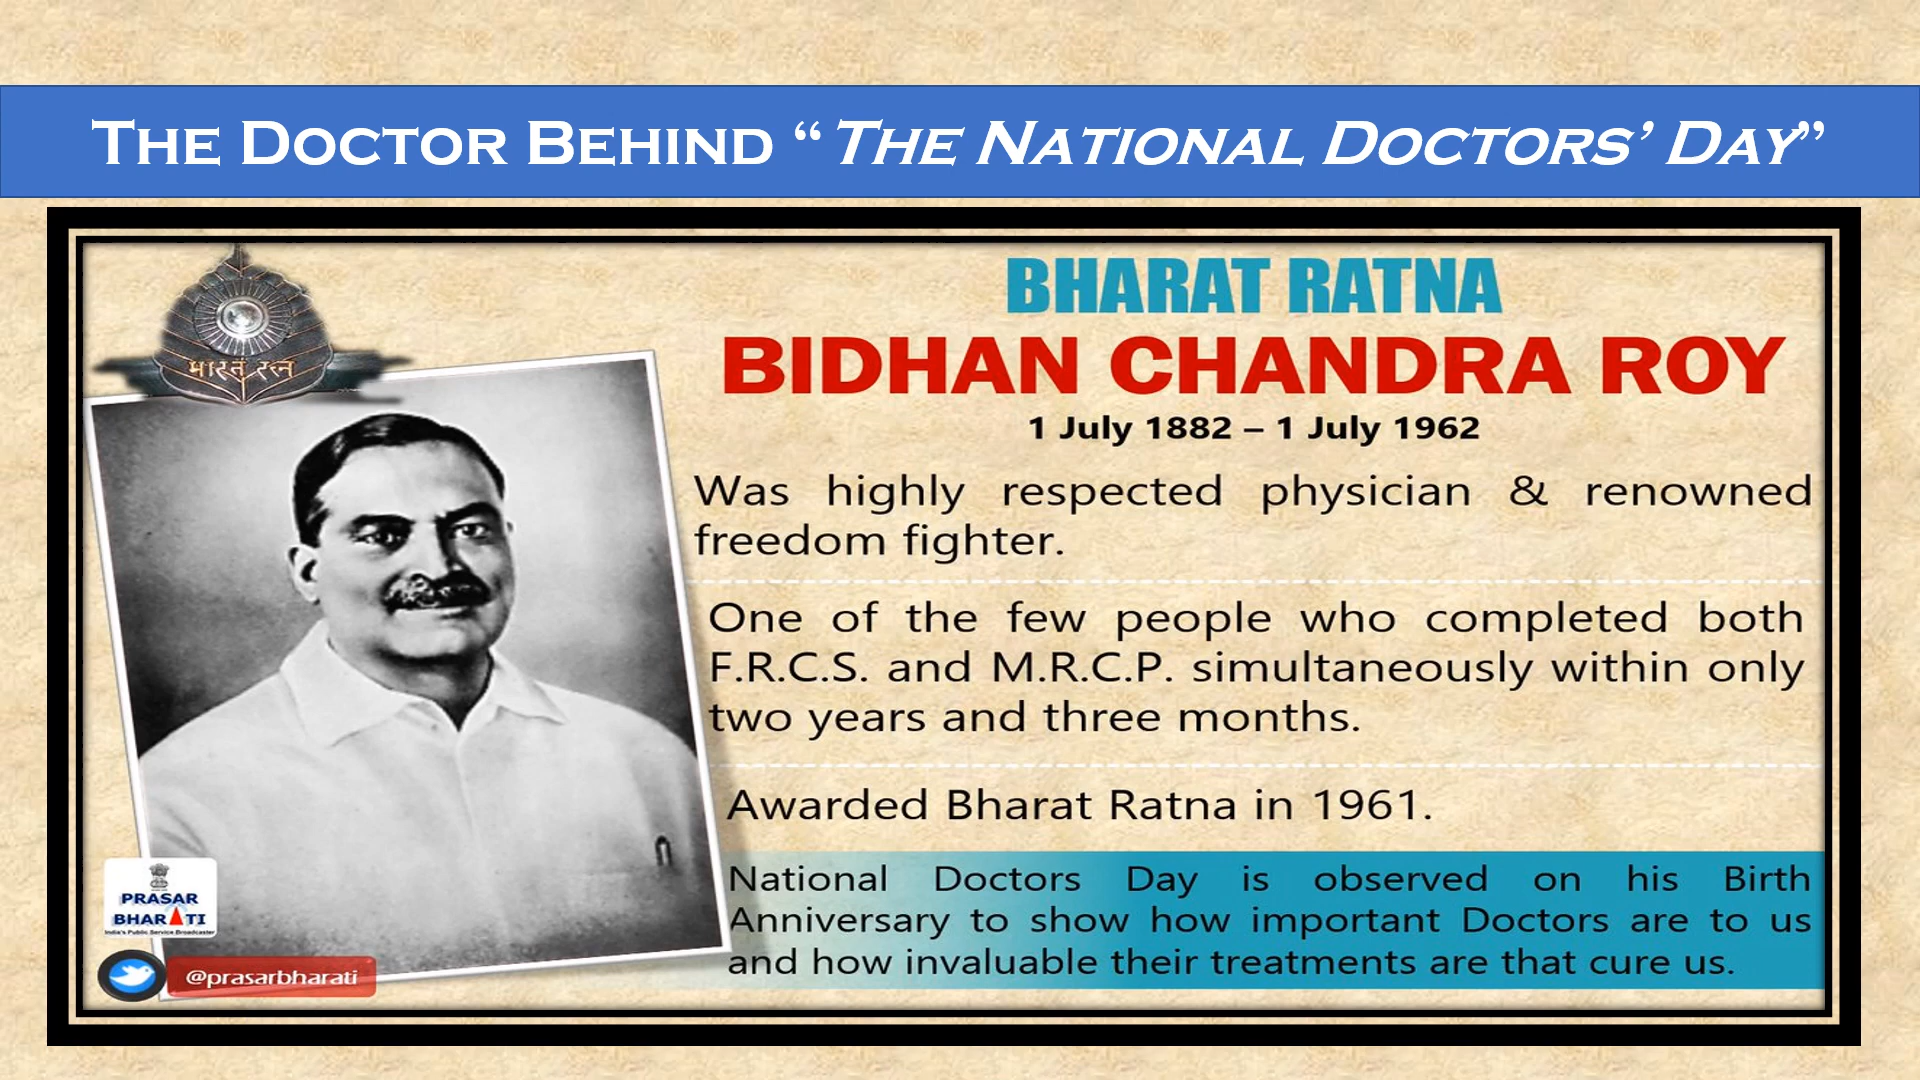 THE DOCTOR BEHIND “THE NATIONAL DOCTORS’ DAY”
भारत रत्न
BHARAT RATNA
BIDHAN CHANDRA ROY
1 July 1882 – 1 July 1962
Was highly respected physician & renowned
freedom fighter.
One of the few people who completed both
F.R.C.S. and M.R.C.P. simultaneously within only
two years and three months.
Awarded Bharat Ratna in 1961.
National Doctors Day is observed on his Birth
Anniversary to show how important Doctors are to us
and how invaluable their treatments are that cure us.
PRASAR
BHARATI
India's Public Service Broadcaster
@prasarbharati